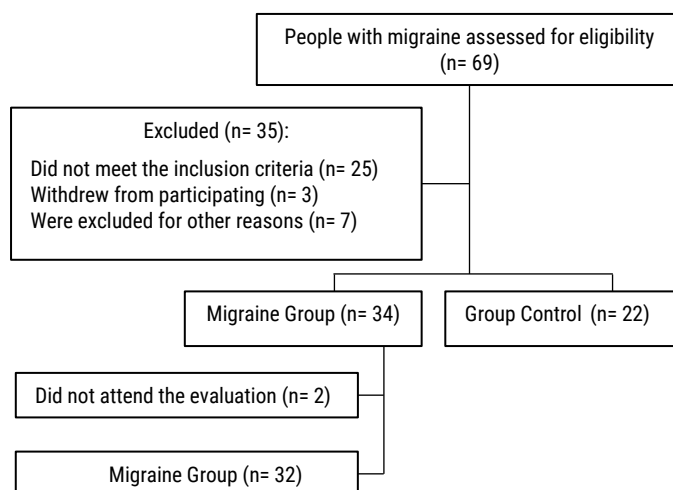 People with migraine assessed for eligibility
(n= 69)
Excluded (n= 35):
Did not meet the inclusion criteria (n= 25)
Withdrew from participating (n= 3)
Were excluded for other reasons (n= 7)
Migraine Group (n= 34)
Group Control (n= 22)
Did not attend the evaluation (n= 2)
Migraine Group (n= 32)